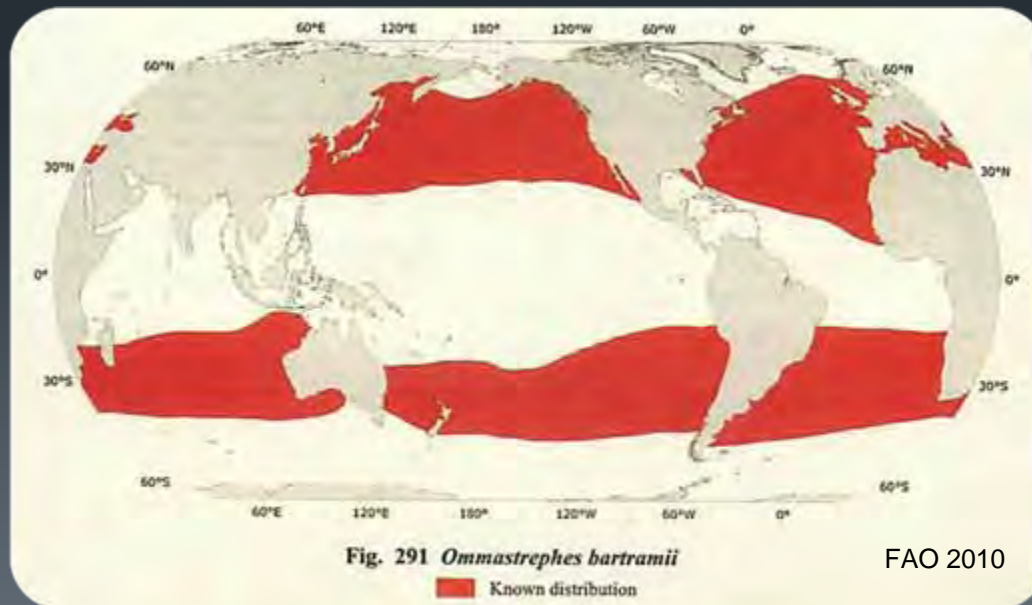 60°E 120°E 180° 120°W 60°W 0°
60°N 60°N
30°N 30°N
0° 0°
30°S 30°S
60°S 60°S
60°E 120°E 180° 120°W 60°W 0°
Fig. 291 Ommastrephes bartramii
FAO 2010
Known distribution